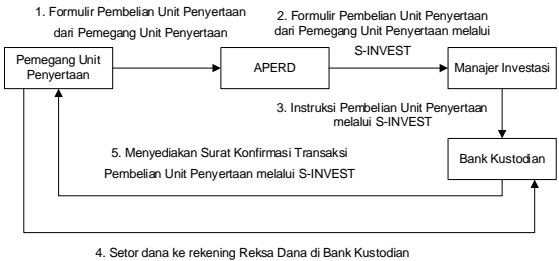 1. Formulir Pembelian Unit Penyertaan
dari Pemegang Unit Penyertaan
2. Formulir Pembelian Unit Penyertaan
dari Pemegang Unit Penyertaan melalui
S-INVEST
Pemegang Unit
Penyertaan
APERD
Manajer Investasi
3. Instruksi Pembelian Unit Penyertaan
melalui S-INVEST
5. Menyediakan Surat Konfirmasi Transaksi
Pembelian Unit Penyertaan melalui S-INVEST
Bank Kustodian
4. Setor dana ke rekening Reksa Dana di Bank Kustodian